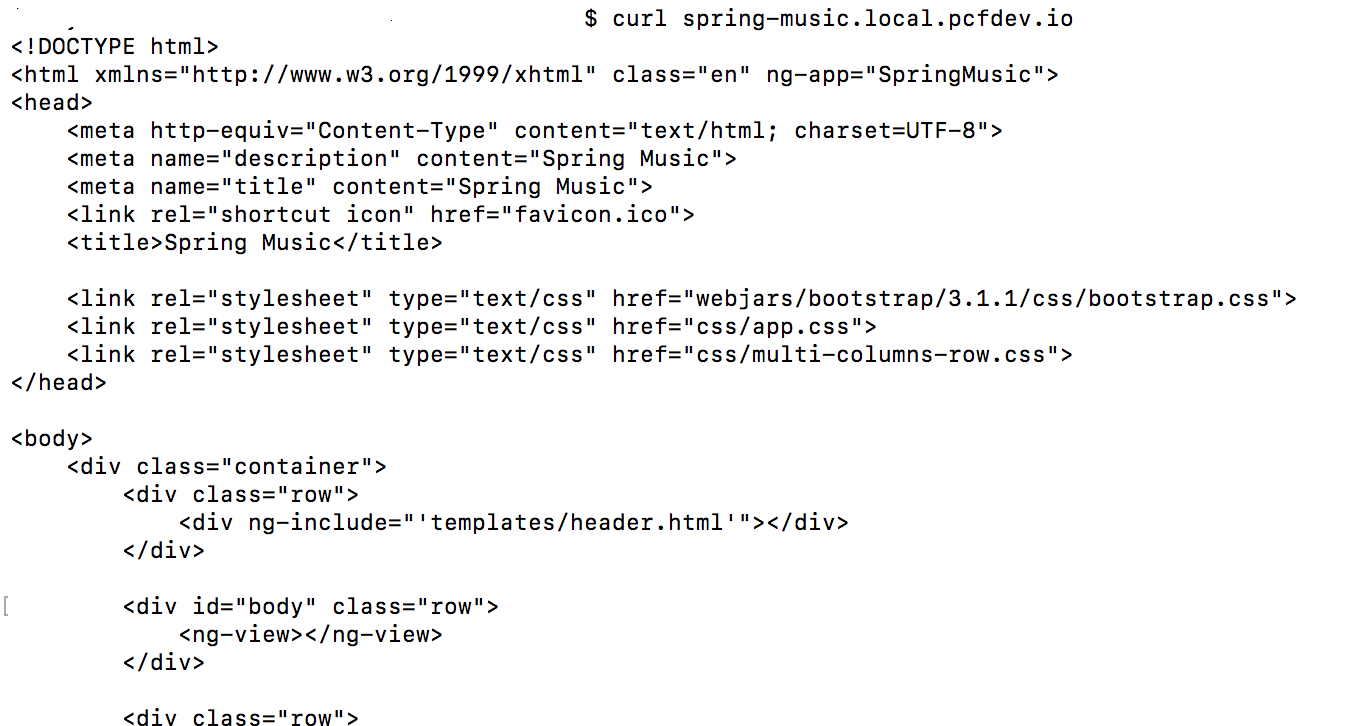 $ curl spring-music.local.pcfdev.io
<!DOCTYPE html>
<html xmlns="http://www.w3.org/1999/xhtml" class="en" ng-app="SpringMusic">
<head>
    <meta http-equiv="Content-Type" content="text/html; charset=UTF-8">
    <meta name="description" content="Spring Music">
    <meta name="title" content="Spring Music">
    <link rel="shortcut icon" href="favicon.ico">
    <title>Spring Music</title>

    <link rel="stylesheet" type="text/css" href="webjars/bootstrap/3.1.1/css/bootstrap.css">
    <link rel="stylesheet" type="text/css" href="css/app.css">
    <link rel="stylesheet" type="text/css" href="css/multi-columns-row.css">
</head>

<body>
    <div class="container">
        <div class="row">
            <div ng-include="'templates/header.html'"></div>
        </div>

[       <div id="body" class="row">
            <ng-view></ng-view>
        </div>

        <div class="row">